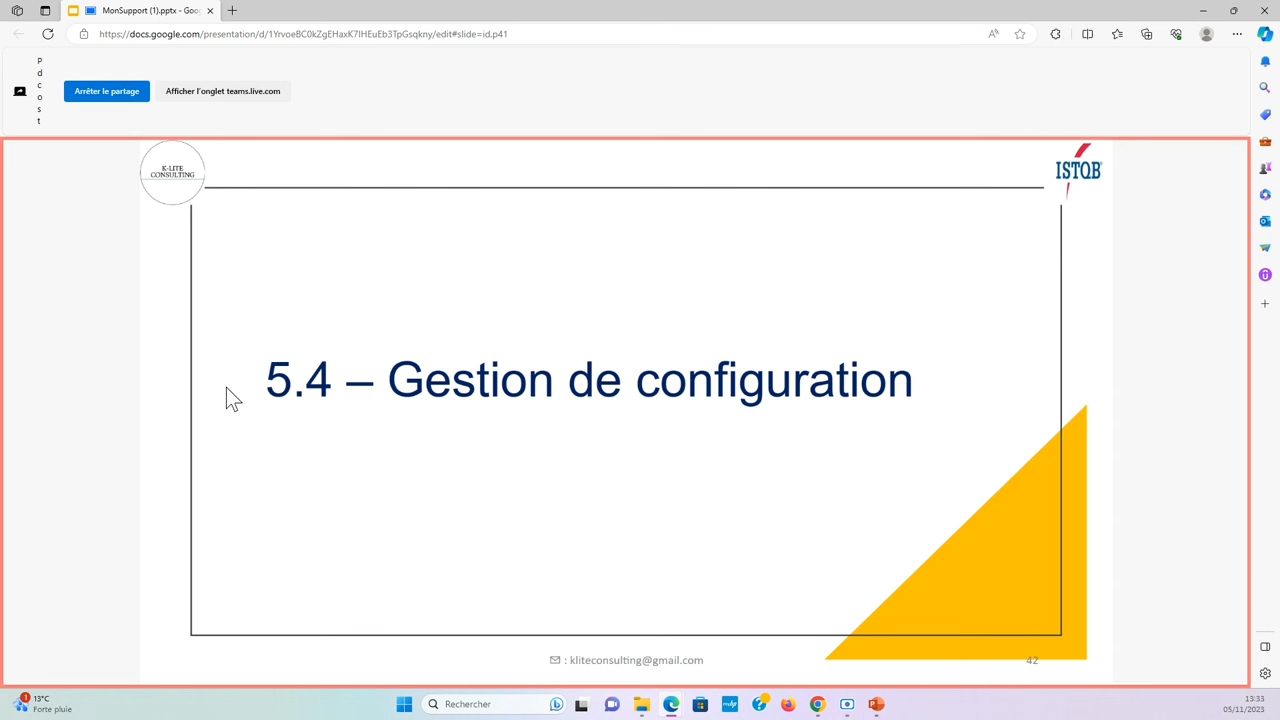 MonSupport (1).pptx - Goo
https://docs.google.com/presentation/d/1YrvoeBC0kZgEHaxK7IHEuEb3TpGsqkny/edit#slide=id.p41
P
d
c
o
s
t
Arrêter le partage
Afficher l'onglet teams.live.com
K-LITE
CONSULTING
ISTQB
5.4 – Gestion de configuration
: kliteconsulting@gmail.com
42
1
13°C
Forte pluie
Rechercher
13:33
05/11/2023